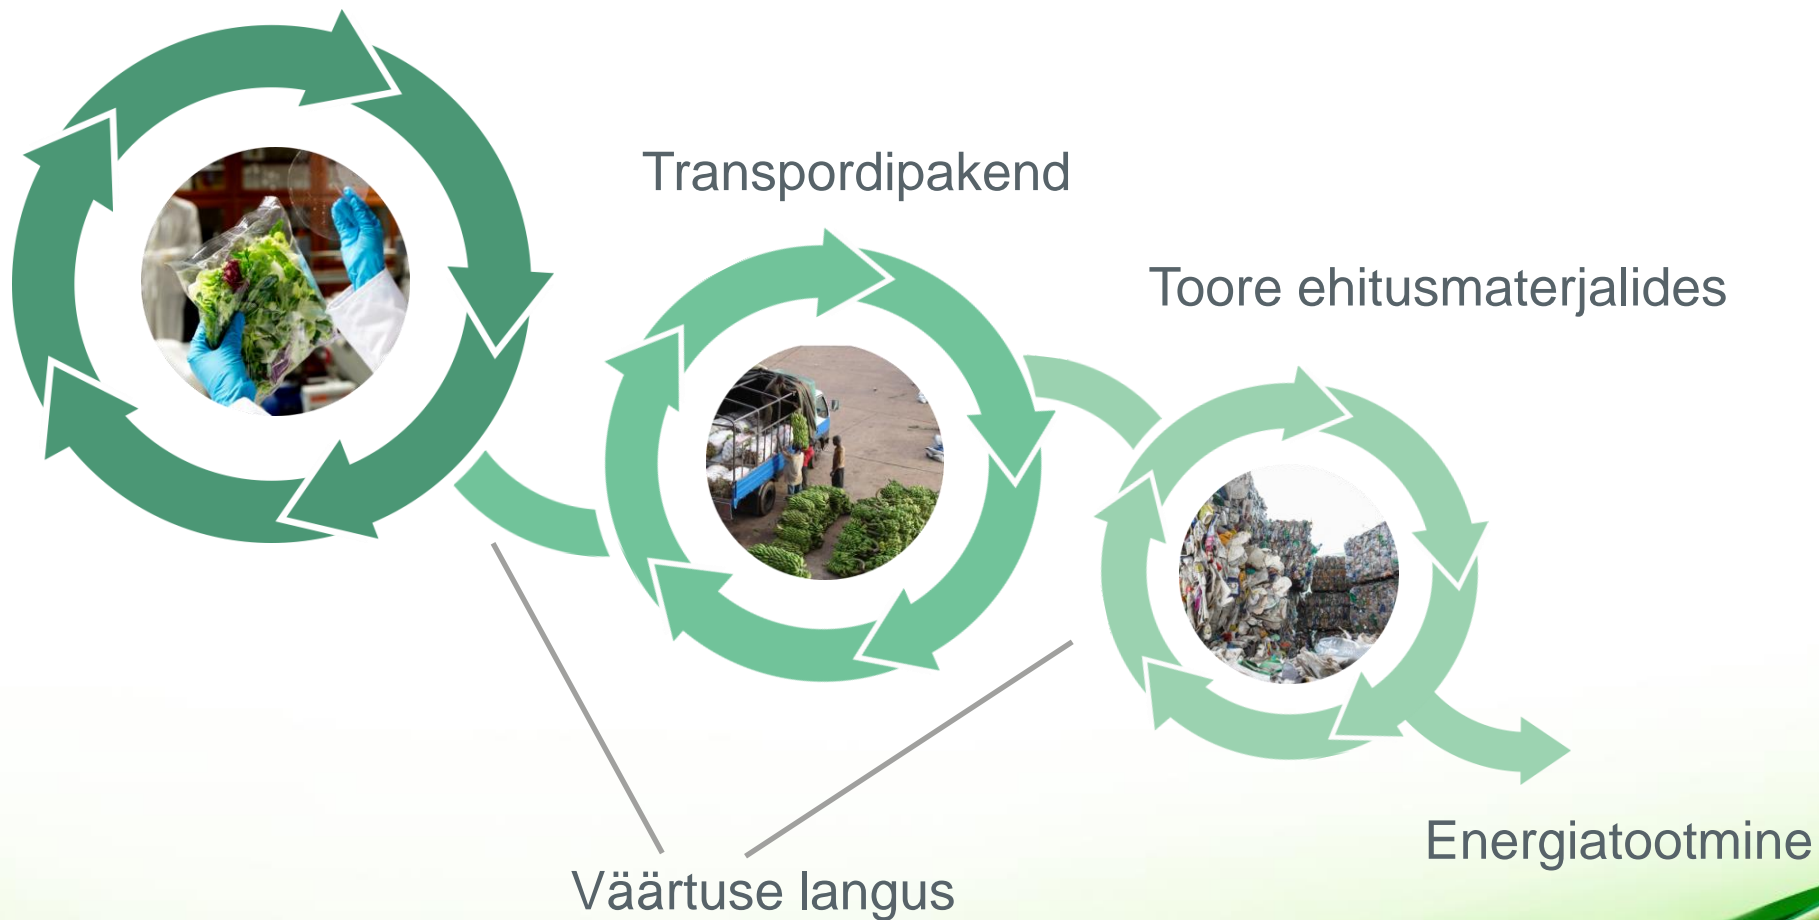 Transpordipakend
Toore ehitusmaterjalides
Energiatootmine
Väärtuse langus